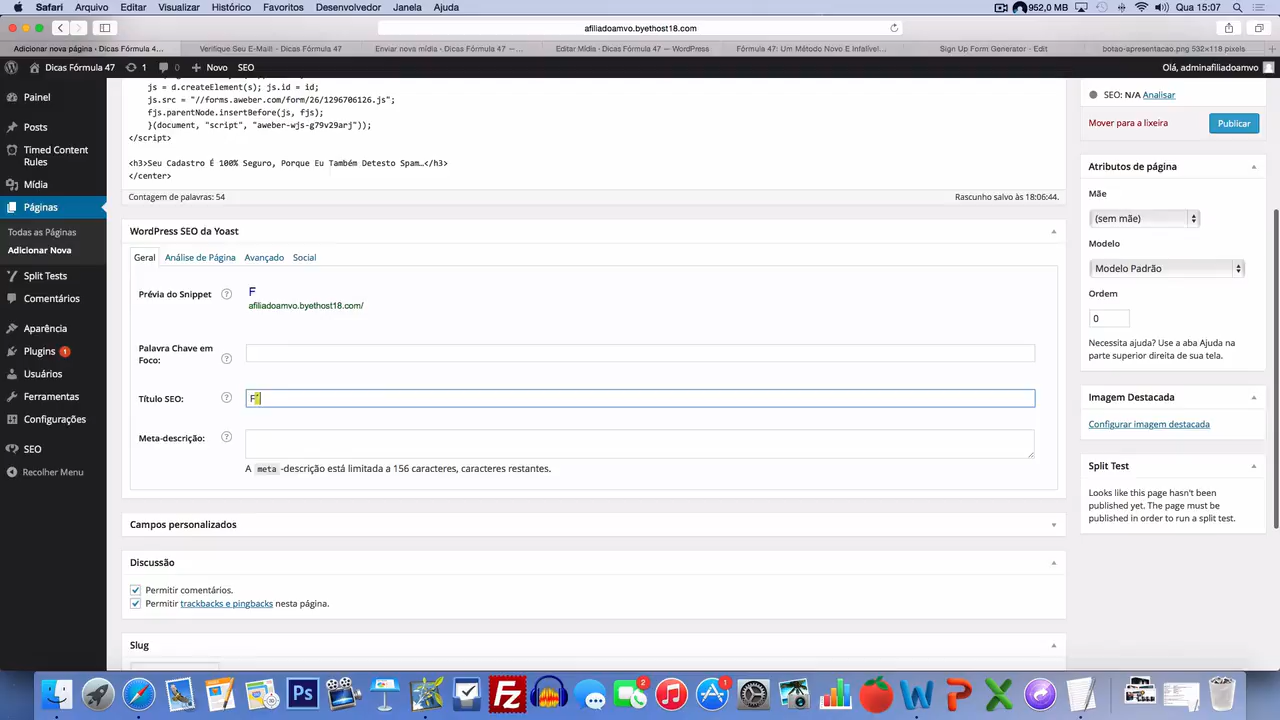 Safari Arquivo Editar Visualizar Histórico Favoritos Desenvolvedor Janela Ajuda 952,0 MB Qua 15:07
afiliadoamvo.byethost18.com
Adicionar nova página ‹ Dicas Fórmula 4… Verifique Seu E-Mail! - Dicas Fórmula 47 Enviar nova mídia ‹ Dicas Fórmula 47 —… Editar Mídia ‹ Dicas Fórmula 47 — WordPress Fórmula 47: Um Método Novo E Infalível… Sign Up Form Generator - Edit botao-apresentacao.png 532×118 pixels
Dicas Fórmula 47 1 0 Novo SEO Olá, adminafiliadoamvo
Painel
Posts
Timed Content
Rules
Mídia
Páginas
Todas as Páginas
Adicionar Nova
Split Tests
Comentários
Aparência
Plugins 1
Usuários
Ferramentas
Configurações
SEO
Recolher Menu
js = d.createElement(s); js.id = id;
js.src = "//forms.aweber.com/form/26/1296706126.js";
fjs.parentNode.insertBefore(js, fjs);
}(document, "script", "aweber-wjs-g79v29arj"));
</script>
<h3>Seu Cadastro É 100% Seguro, Porque Eu Também Detesto Spam…</h3>
</center>
Contagem de palavras: 54 Rascunho salvo às 18:06:44.
WordPress SEO da Yoast
Geral Análise de Página Avançado Social
Prévia do Snippet ? F
afiliadoamvo.byethost18.com/
Palavra Chave em
Foco: ?
Título SEO: ? F´
Meta-descrição: ?
A meta -descrição está limitada a 156 caracteres, caracteres restantes.
Campos personalizados
Discussão
Permitir comentários.
Permitir trackbacks e pingbacks nesta página.
Slug
SEO: N/A Analisar
Mover para a lixeira Publicar
Atributos de página
Mãe
(sem mãe)
Modelo
Modelo Padrão
Ordem
0
Necessita ajuda? Use a aba Ajuda na
parte superior direita de sua tela.
Imagem Destacada
Configurar imagem destacada
Split Test
Looks like this page hasn't been
published yet. The page must be
published in order to run a split test.
Ps Fz 2 1